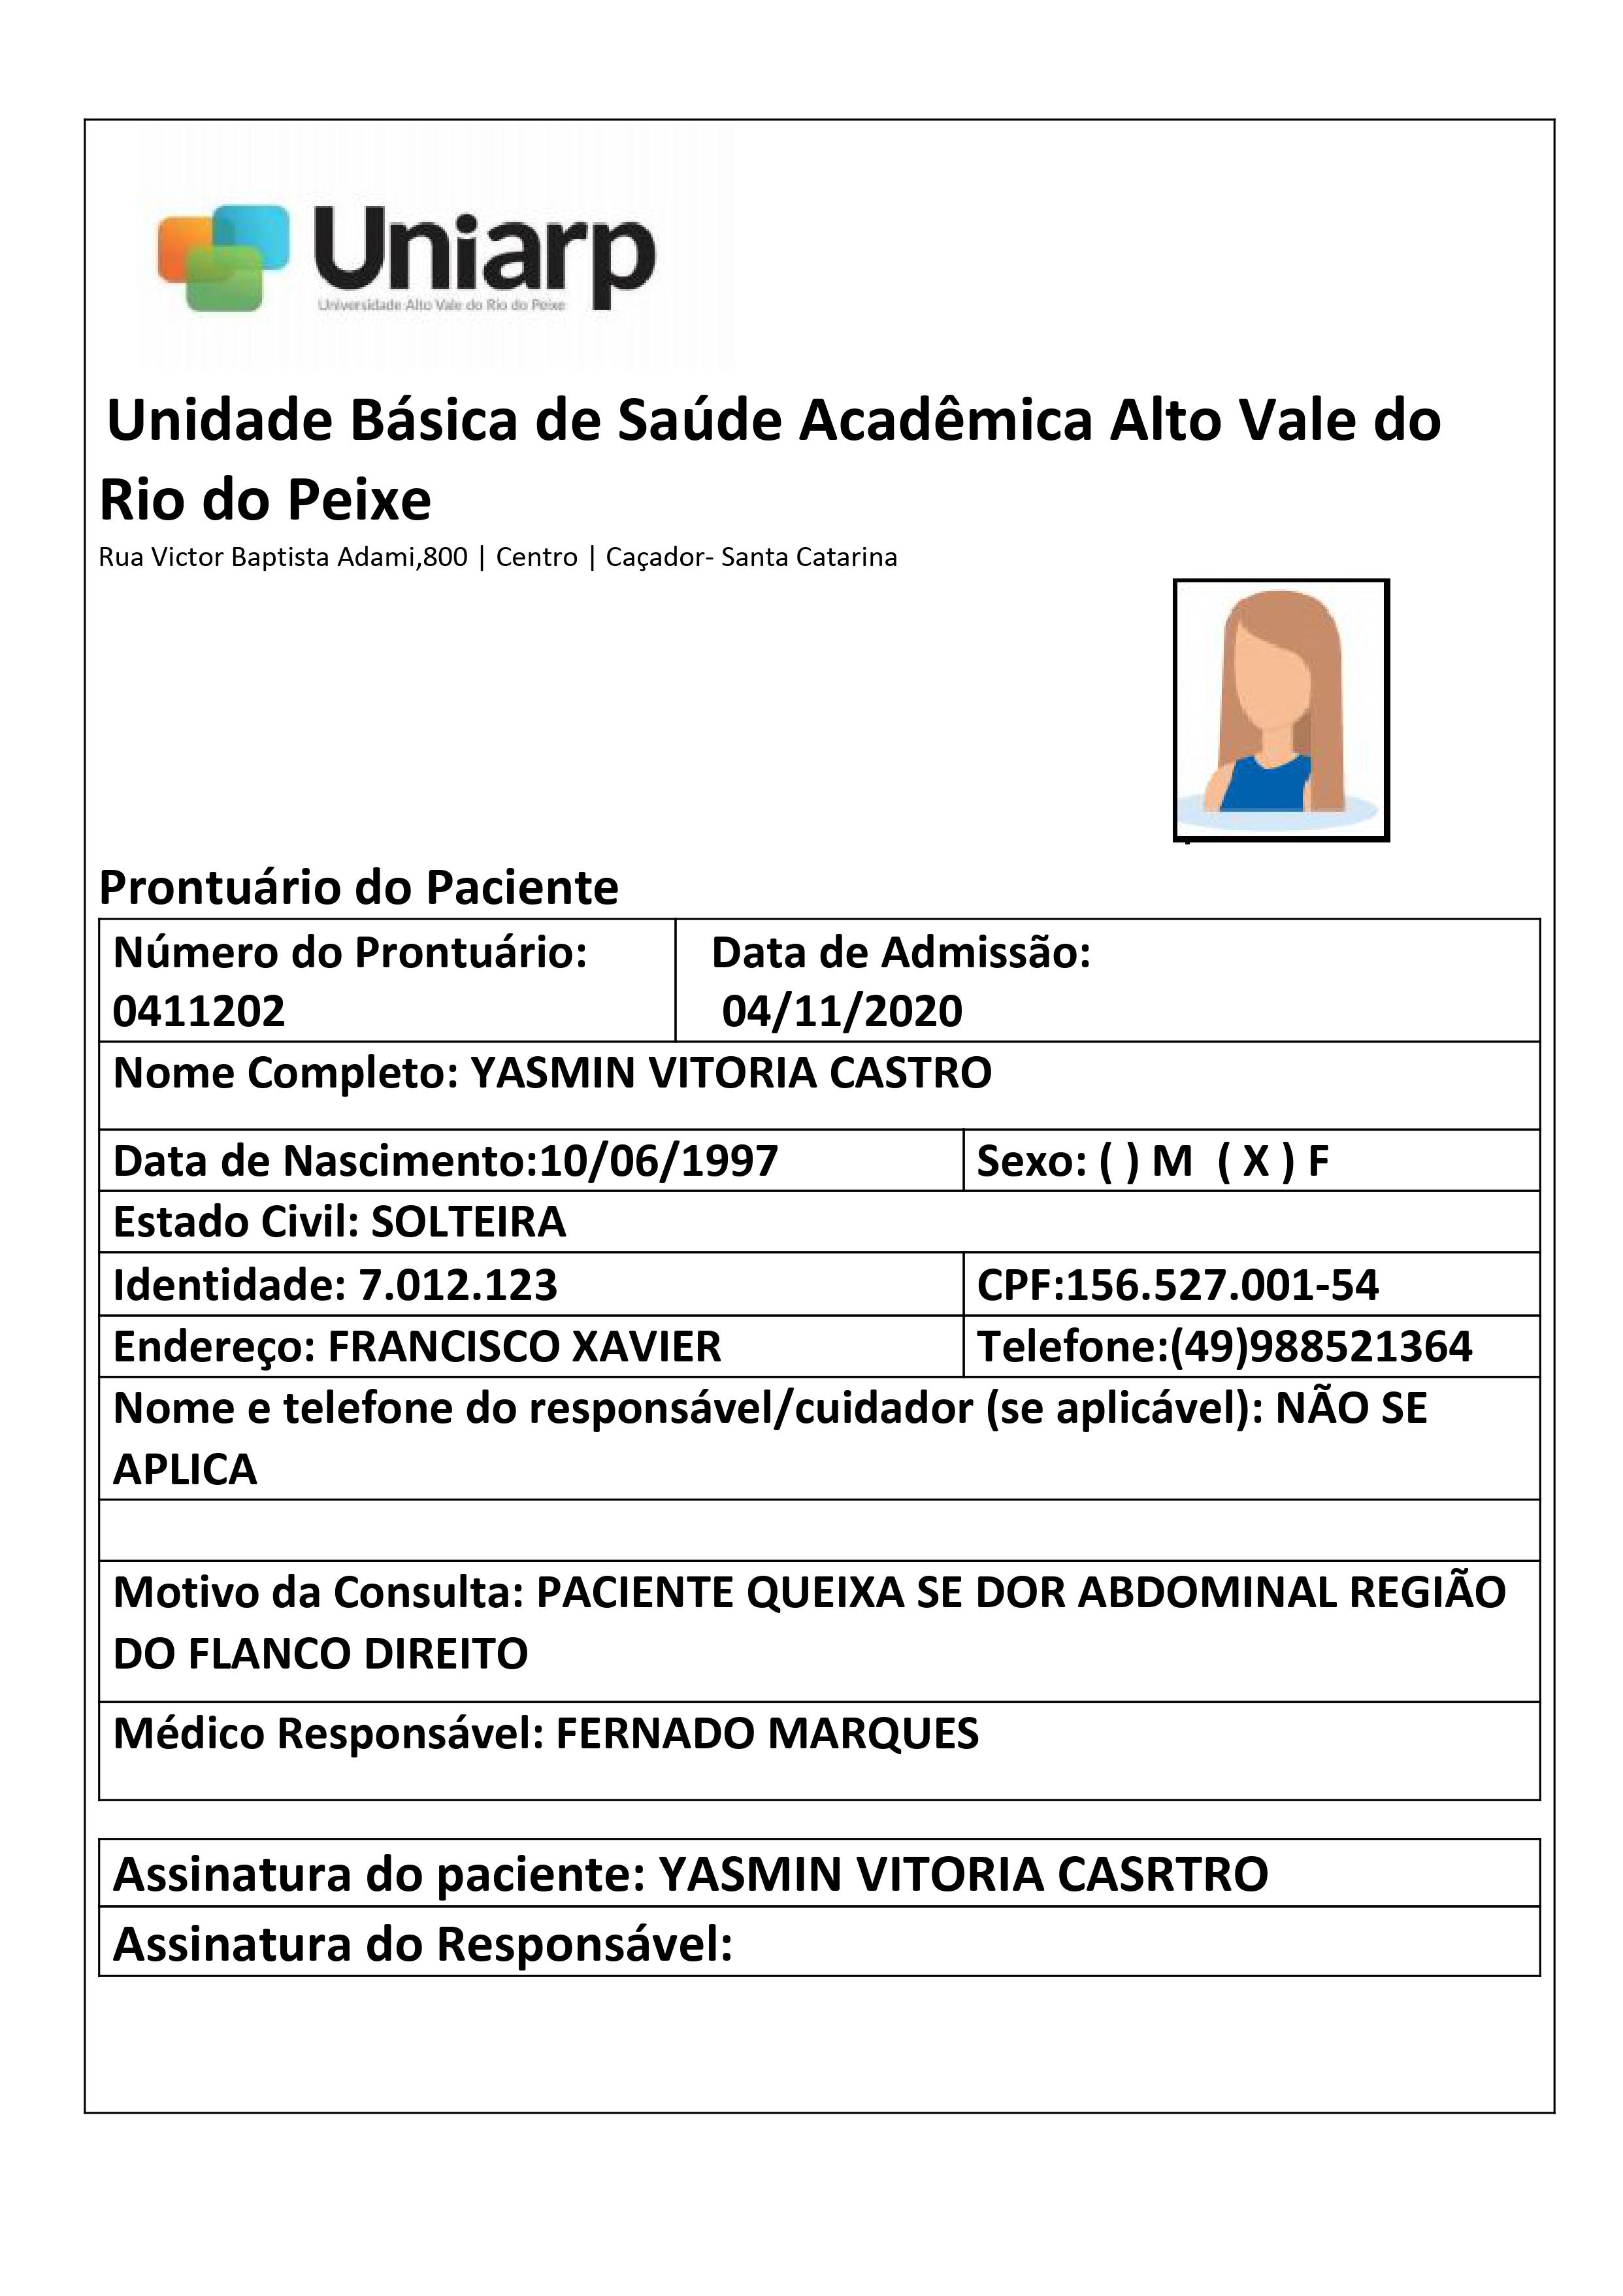 Uniarp
Universidade Alto Vale do Rio do Peixe
Unidade Básica de Saúde Acadêmica Alto Vale do
Rio do Peixe
Rua Victor Baptista Adami,800 | Centro | Caçador- Santa Catarina
Prontuário do Paciente
Número do Prontuário:
0411202
Data de Admissão:
04/11/2020
Nome Completo: YASMIN VITORIA CASTRO
Data de Nascimento:10/06/1997
Sexo: ( ) M ( X ) F
Estado Civil: SOLTEIRA
Identidade: 7.012.123
CPF:156.527.001-54
Endereço: FRANCISCO XAVIER
Telefone:(49)988521364
Nome e telefone do responsável/cuidador (se aplicável): NÃO SE
APLICA
Motivo da Consulta: PACIENTE QUEIXA SE DOR ABDOMINAL REGIÃO
DO FLANCO DIREITO
Médico Responsável: FERNADO MARQUES
Assinatura do paciente: YASMIN VITORIA CASRTRO
Assinatura do Responsável: